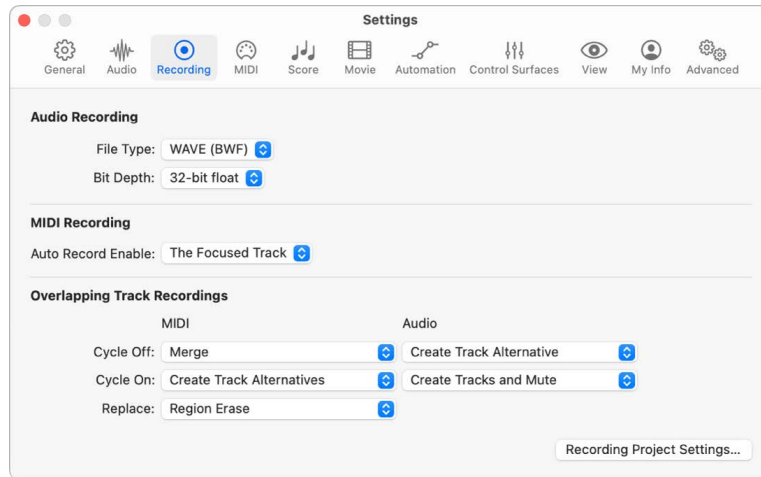 Settings
General Audio Recording MIDI Score Movie Automation Control Surfaces View My Info Advanced
Audio Recording
File Type: WAVE (BWF)
Bit Depth: 32-bit float
MIDI Recording
Auto Record Enable: The Focused Track
Overlapping Track Recordings
MIDI Audio
Cycle Off: Merge Create Track Alternative
Cycle On: Create Track Alternatives Create Tracks and Mute
Replace: Region Erase
Recording Project Settings...